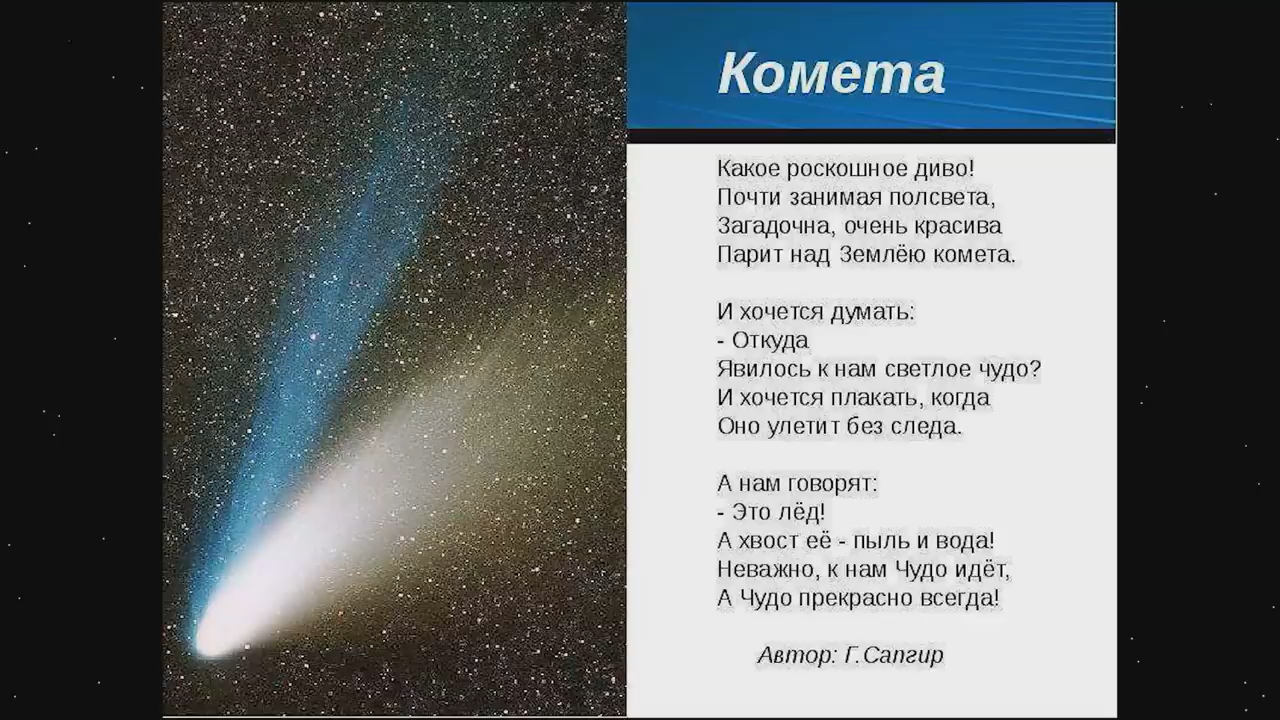 Комета
Какое роскошное диво!
Почти занимая полсвета,
Загадочна, очень красива
Парит над Землёю комета.
И хочется думать:
- Откуда
Явилось к нам светлое чудо?
И хочется плакать, когда
Оно улетит без следа.
А нам говорят:
- Это лёд!
А хвост её - пыль и вода!
Неважно, к нам Чудо идёт,
А Чудо прекрасно всегда!
Автор: Г.Сапгир